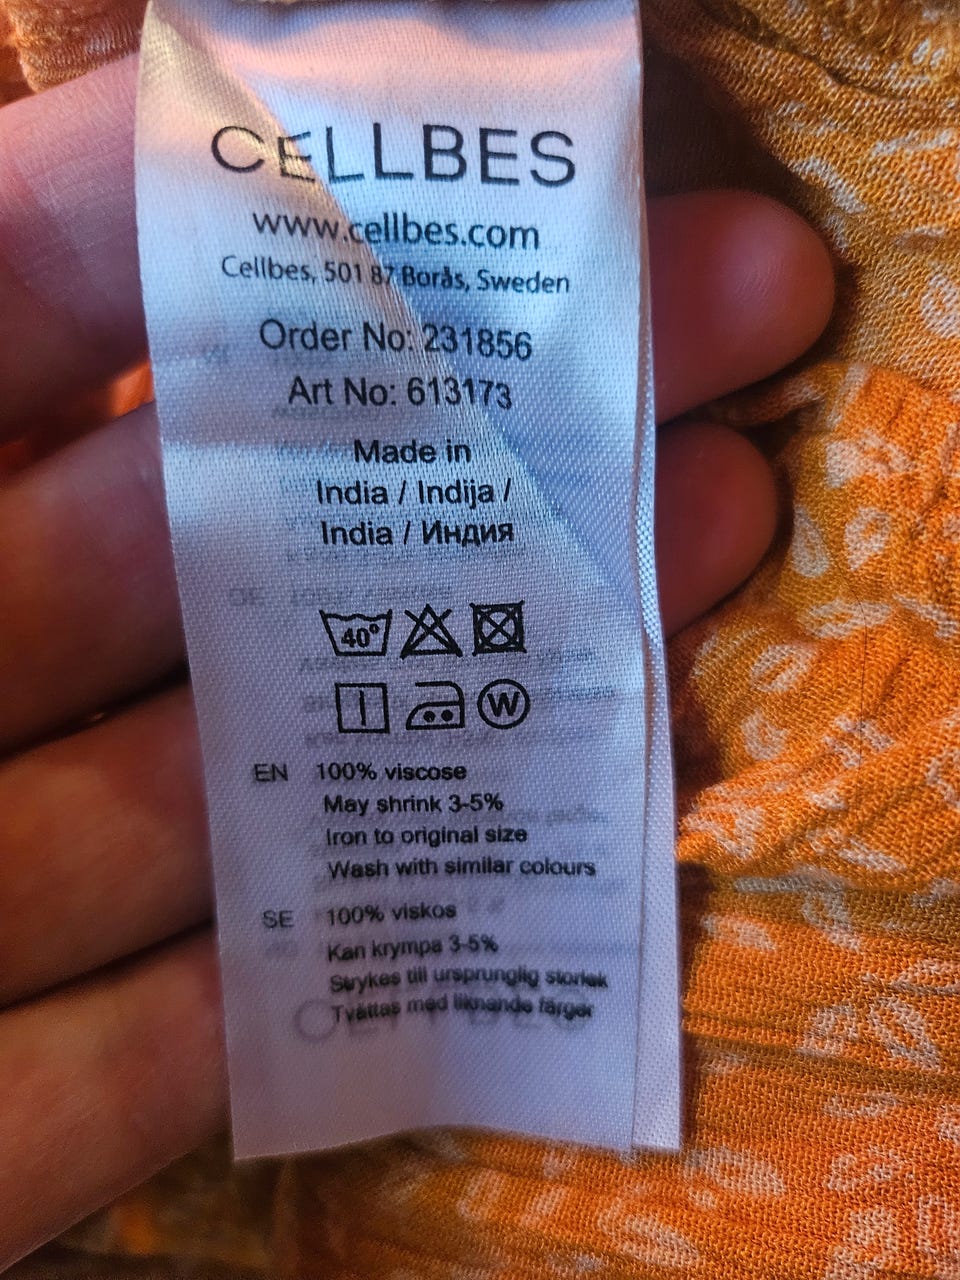 CELLBES
www.cellbes.com
Cellbes, 501 87 Borås, Sweden
Order No: 231856
Art No: 613173
Made in
India / Indija /
India / Индия
40°
W
EN 100% viscose
May shrink 3-5%
Iron to original size
Wash with similar colours
SE 100% viskos
Kan krympa 3-5%
Strykes till ursprunglig storlek
Tvättas med liknande färger